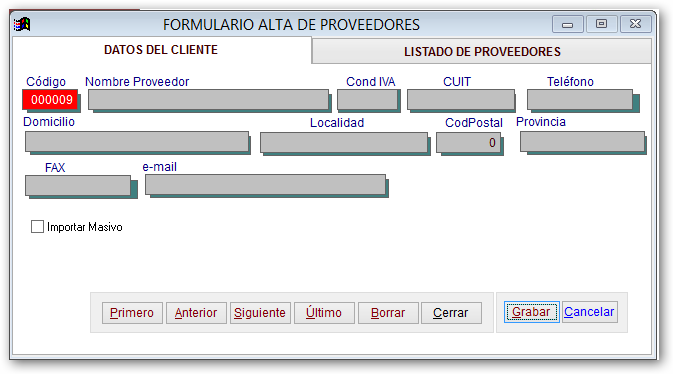 FORMULARIO ALTA DE PROVEEDORES
DATOS DEL CLIENTE LISTADO DE PROVEEDORES
Código Nombre Proveedor Cond IVA CUIT Teléfono
000009
Domicilio Localidad CodPostal Provincia
0
FAX e-mail
Importar Masivo
Primero Anterior Siguiente Último Borrar Cerrar Grabar Cancelar